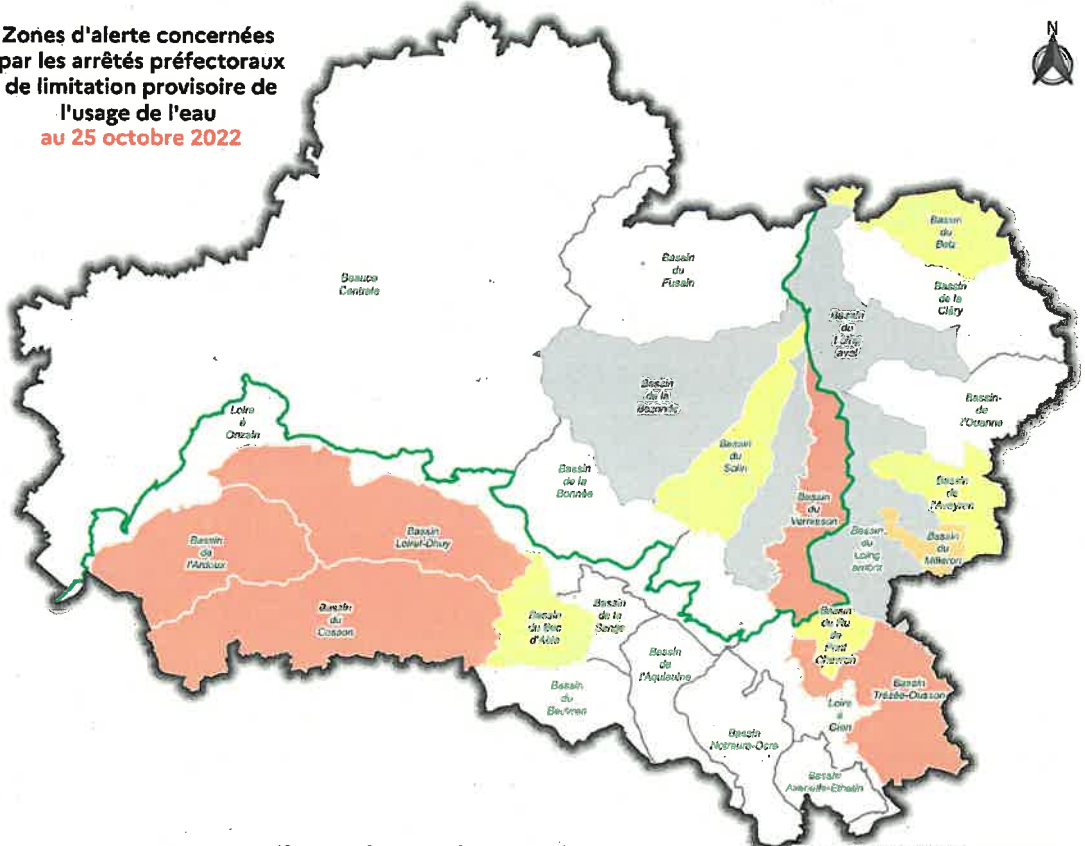 Zones d'alerte concernées
par les arrêtés préfectoraux
de limitation provisoire de
l'usage de l'eau
au 25 octobre 2022
N
Bassin
du
Betz
Bassin
du
Fusain
Beauce
Centrale
Bassin
de la
Cléry
Bassin
du
Loing
aval
Bassin
de la
Bezonde
Bassin
de
l'Ouanne
Loire
à
Onzain
Bassin
du
Solin
Bassin
de la
Bonnée
Bassin
de
l'Aveyron
Bassin
du
Vernisson
Bassin
de
l'Ardoux
Bassin
Loiret-Dhuy
Bassin
du
Loing
amont
Bassin
du
Milleron
Bassin
du
Cosson
Bassin
du Bec
d'Able
Bassin
de la
Sange
Bassin
du Ru
de
Pont
Chevron
Bassin
de
l'Aquiaulne
Bassin
du
Beuvron
Bassin
Trézée-Ousson
Loire
à
Gien
Bassin
Notreure-Ocre
Bassin
Avenelle-Ethelin